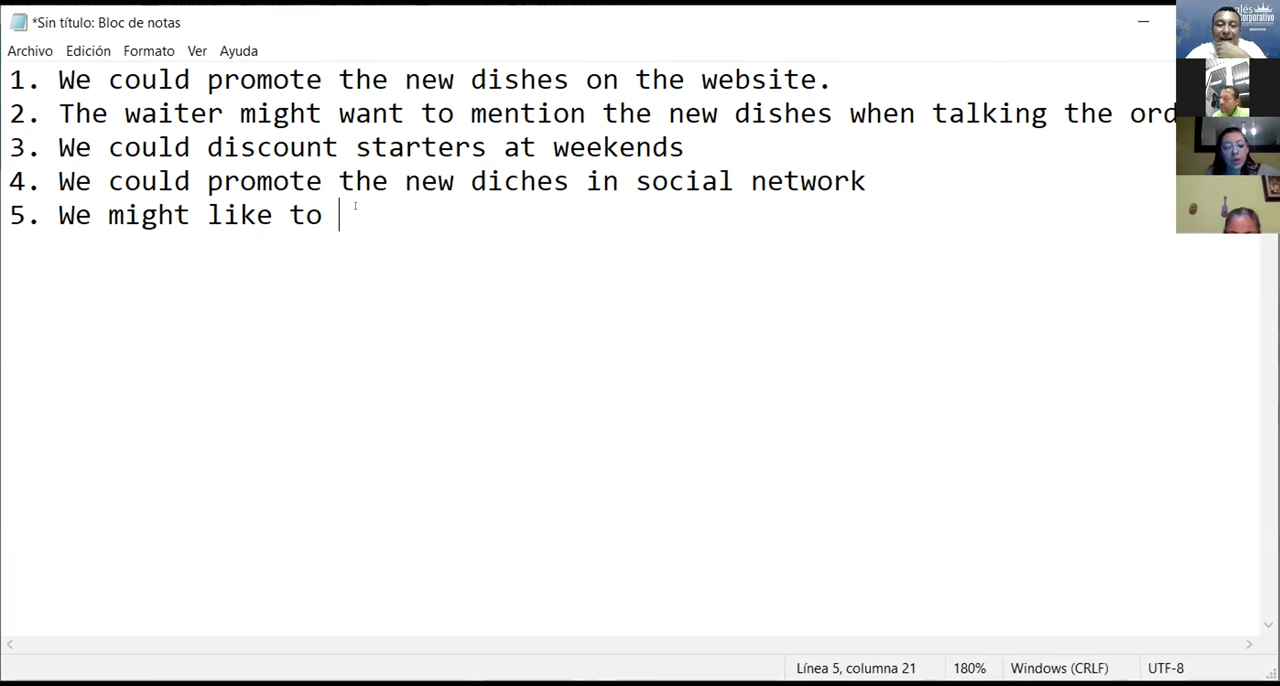 *Sin título: Bloc de notas
Archivo Edición Formato Ver Ayuda
1. We could promote the new dishes on the website.
2. The waiter might want to mention the new dishes when talking the ord
3. We could discount starters at weekends
4. We could promote the new diches in social network
5. We might like to
Línea 5, columna 21 180% Windows (CRLF) UTF-8